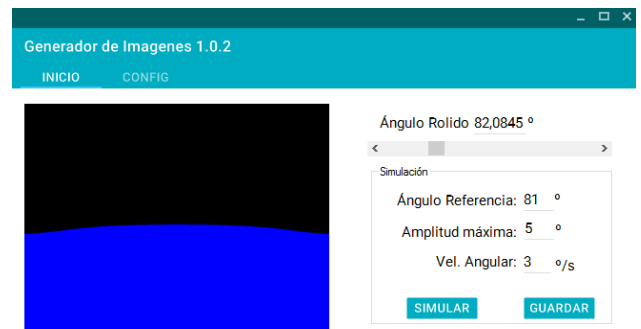 Generador de Imagenes 1.0.2
INICIO CONFIG
Ángulo Rolido 82,0845 º
Simulación
Ángulo Referencia: 81 º
Amplitud máxima: 5 º
Vel. Angular: 3 º/s
SIMULAR GUARDAR